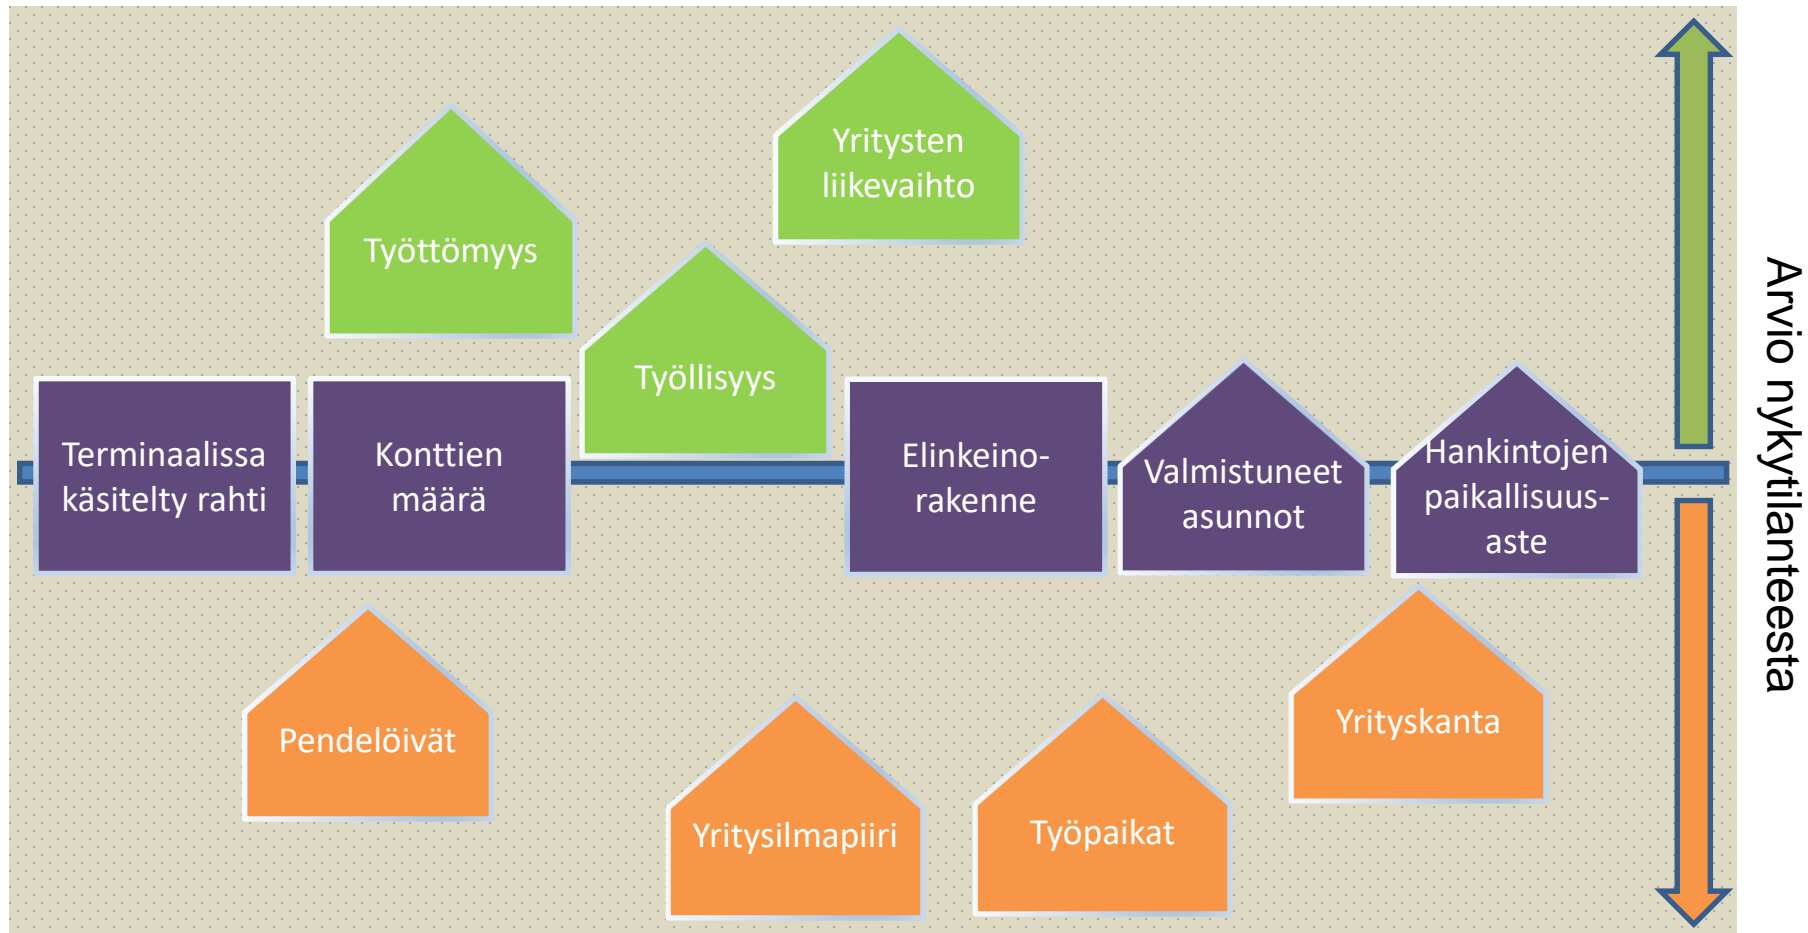 Yritysten
liikevaihto
Työttömyys
Työllisyys
Terminaalissa
käsitelty rahti
Konttien
määrä
Elinkeino-
rakenne
Valmistuneet
asunnot
Hankintojen
paikallisuus-
aste
Pendelöivät
Yritysilmapiiri
Työpaikat
Yrityskanta
Arvio nykytilanteesta